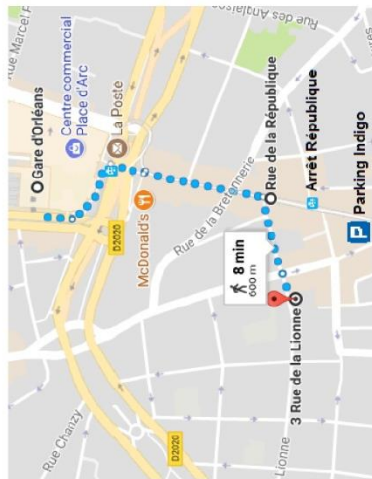 Rue Marcel P
Rue des Anglaises
Centre commercial
Place d'Arc
Gare d'Orléans
La Poste
D2020
McDonald's
Rue de la Bretonnerie
Rue de la République
Arrêt République
Parking Indigo
P
8 min
600 m
3 Rue de la Lionne
Lionne
Rue Chanzy
D2020